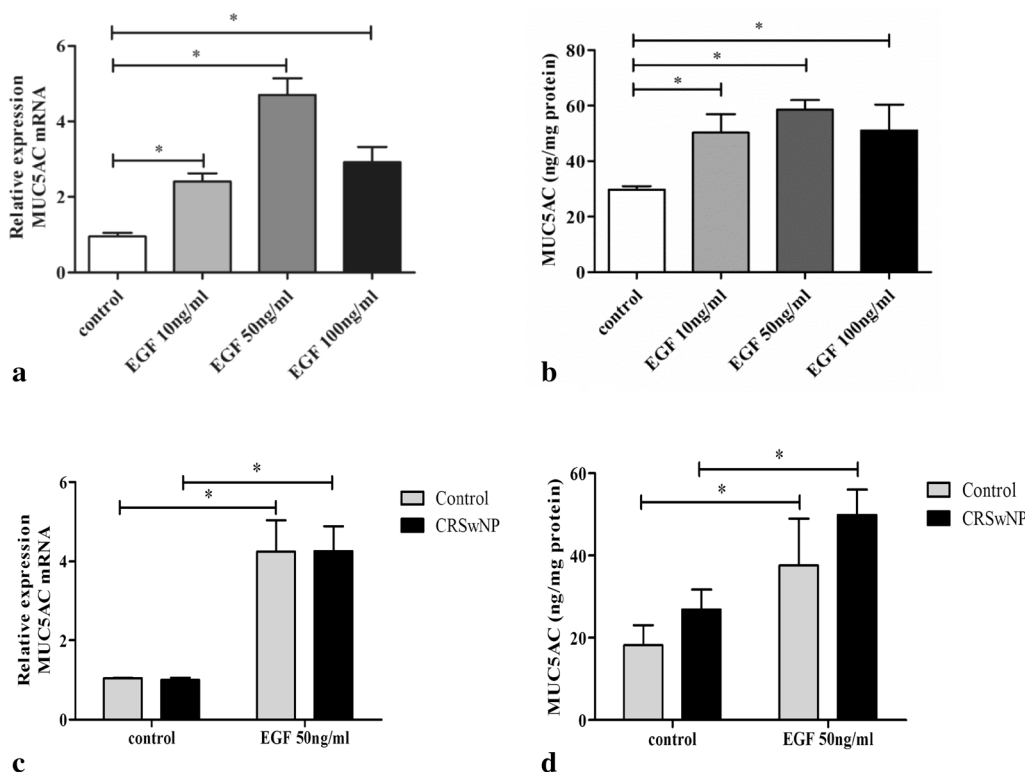 *
*
*
Relative expression
MUC5AC mRNA
6
4
2
0
control
EGF 10ng/ml
EGF 50ng/ml
EGF 100ng/ml
a
*
*
*
MUC5AC (ng/mg protein)
80
60
40
20
0
control
EGF 10ng/ml
EGF 50ng/ml
EGF 100ng/ml
b
*
*
Relative expression
MUC5AC mRNA
6
4
2
0
control
EGF 50ng/ml
Control
CRSwNP
c
*
*
MUC5AC (ng/mg protein)
60
40
20
0
control
EGF 50ng/ml
Control
CRSwNP
d